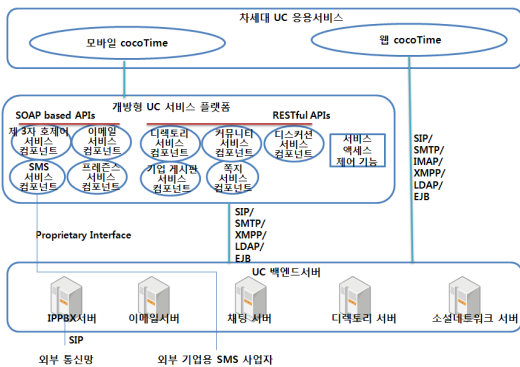 차세대 UC 응용서비스
모바일 cocoTime
웹 cocoTime
개방형 UC 서비스 플랫폼
SOAP based APIs
RESTful APIs
제 3자 호제어
서비스
컴포넌트
이메일
서비스
컴포넌트
디렉토리
서비스
컴포넌트
커뮤니티
서비스
컴포넌트
디스커션
서비스
컴포넌트
서비스
액세스
제어 기능
SMS
서비스
컴포넌트
프레즌스
서비스
컴포넌트
기업 게시판
서비스
컴포넌트
쪽지
서비스
컴포넌트
SIP/
SMTP/
IMAP/
XMPP/
LDAP/
EJB
SIP/
SMTP/
XMPP/
LDAP/
EJB
Proprietary Interface
UC 백엔드서버
IPPBX서버
이메일서버
채팅 서버
디렉토리 서버
소셜네트워크 서버
SIP
외부 통신망
외부 기업용 SMS 사업자